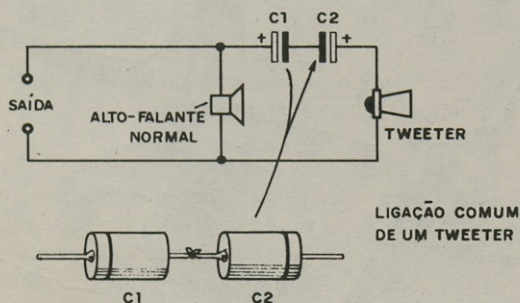 C1 C2
+ +
SAÍDA
ALTO-FALANTE
NORMAL
TWEETER
LIGAÇÃO COMUM
DE UM TWEETER
C1 C2